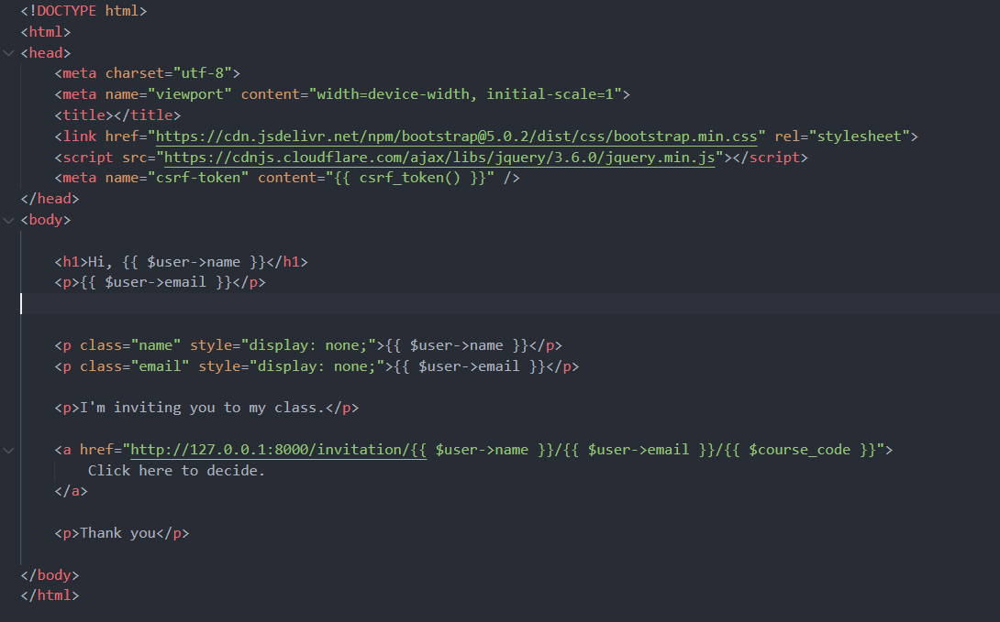 <!DOCTYPE html>
<html>
<head>
    <meta charset="utf-8">
    <meta name="viewport" content="width=device-width, initial-scale=1">
    <title></title>
    <link href="https://cdn.jsdelivr.net/npm/bootstrap@5.0.2/dist/css/bootstrap.min.css" rel="stylesheet">
    <script src="https://cdnjs.cloudflare.com/ajax/libs/jquery/3.6.0/jquery.min.js"></script>
    <meta name="csrf-token" content="{{ csrf_token() }}" />
</head>
<body>
    <h1>Hi, {{ $user->name }}</h1>
    <p>{{ $user->email }}</p>
    <p class="name" style="display: none;">{{ $user->name }}</p>
    <p class="email" style="display: none;">{{ $user->email }}</p>
    <p>I'm inviting you to my class.</p>
    <a href="http://127.0.0.1:8000/invitation/{{ $user->name }}/{{ $user->email }}/{{ $course_code }}">
        Click here to decide.
    </a>
    <p>Thank you</p>
</body>
</html>